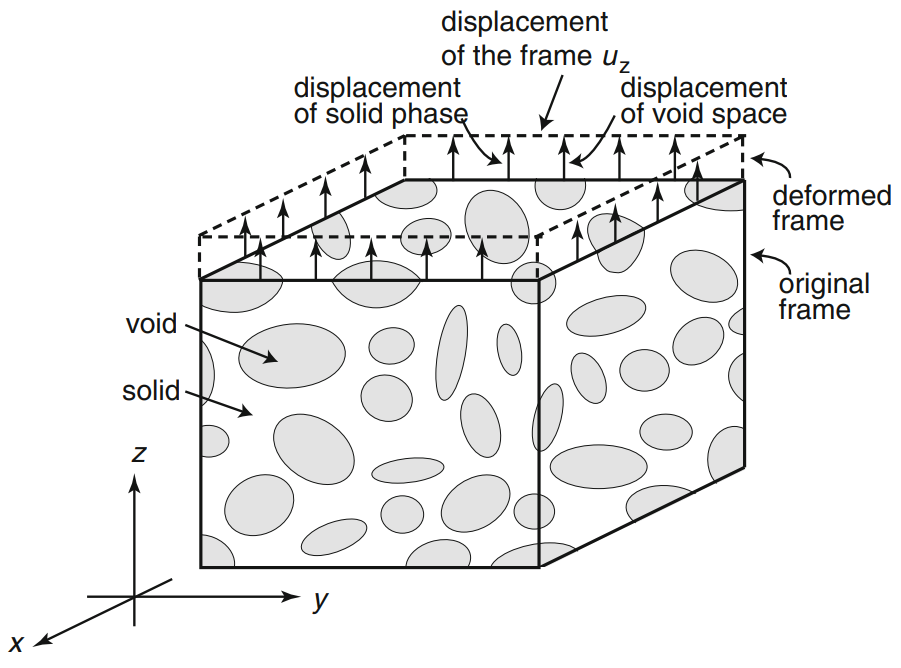 displacement
of the frame u_z
displacement
of solid phase
displacement
of void space
deformed
frame
original
frame
void
solid
z
y
x